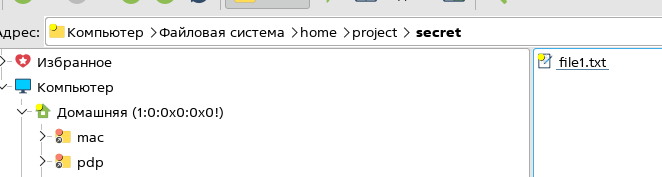 Адрес: Компьютер >Файловая система >home >project > secret
Избранное
Компьютер
Домашняя (1:0:0x0:0x0!)
mac
pdp
file1.txt